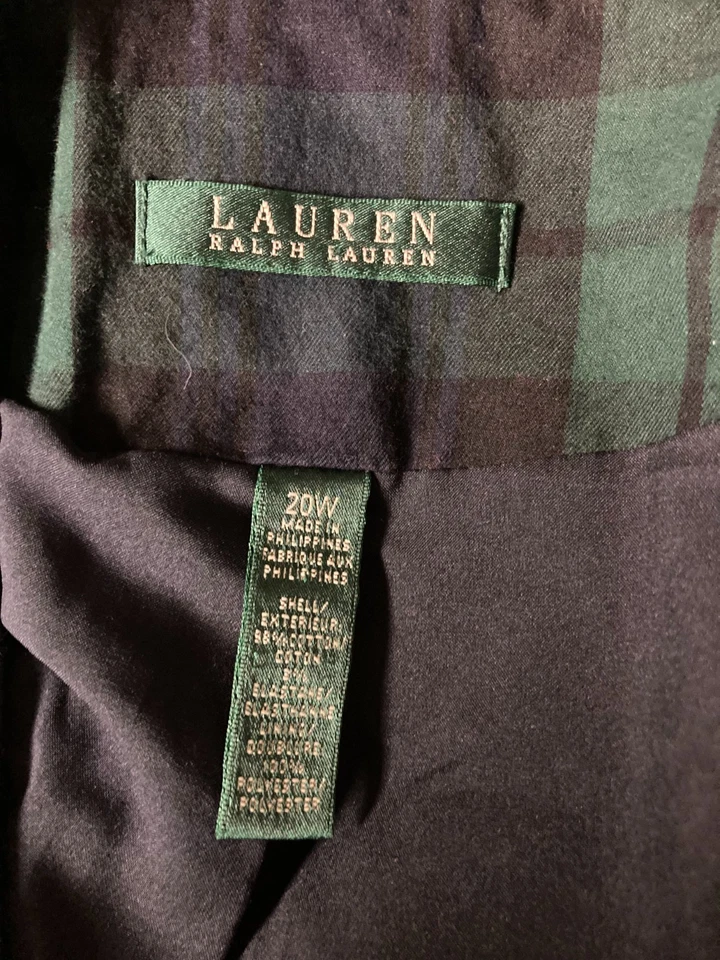 LAUREN
RALPH LAUREN
20W
MADE IN
PHILIPPINES
FABRIQUE AUX
PHILIPPINES
SHELL/
EXTERIEUR
98% COTTON/
COTON
2%
ELASTANE/
ELASTHANNE
LINING/
DOUBLURE
100%
POLYESTER/
POLYESTER